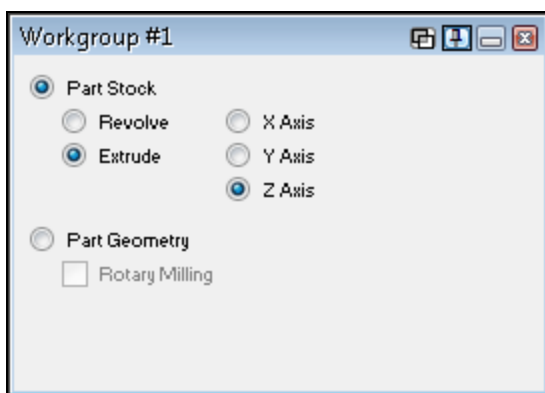 Workgroup #1
Part Stock
Revolve X Axis
Extrude Y Axis
Z Axis
Part Geometry
Rotary Milling